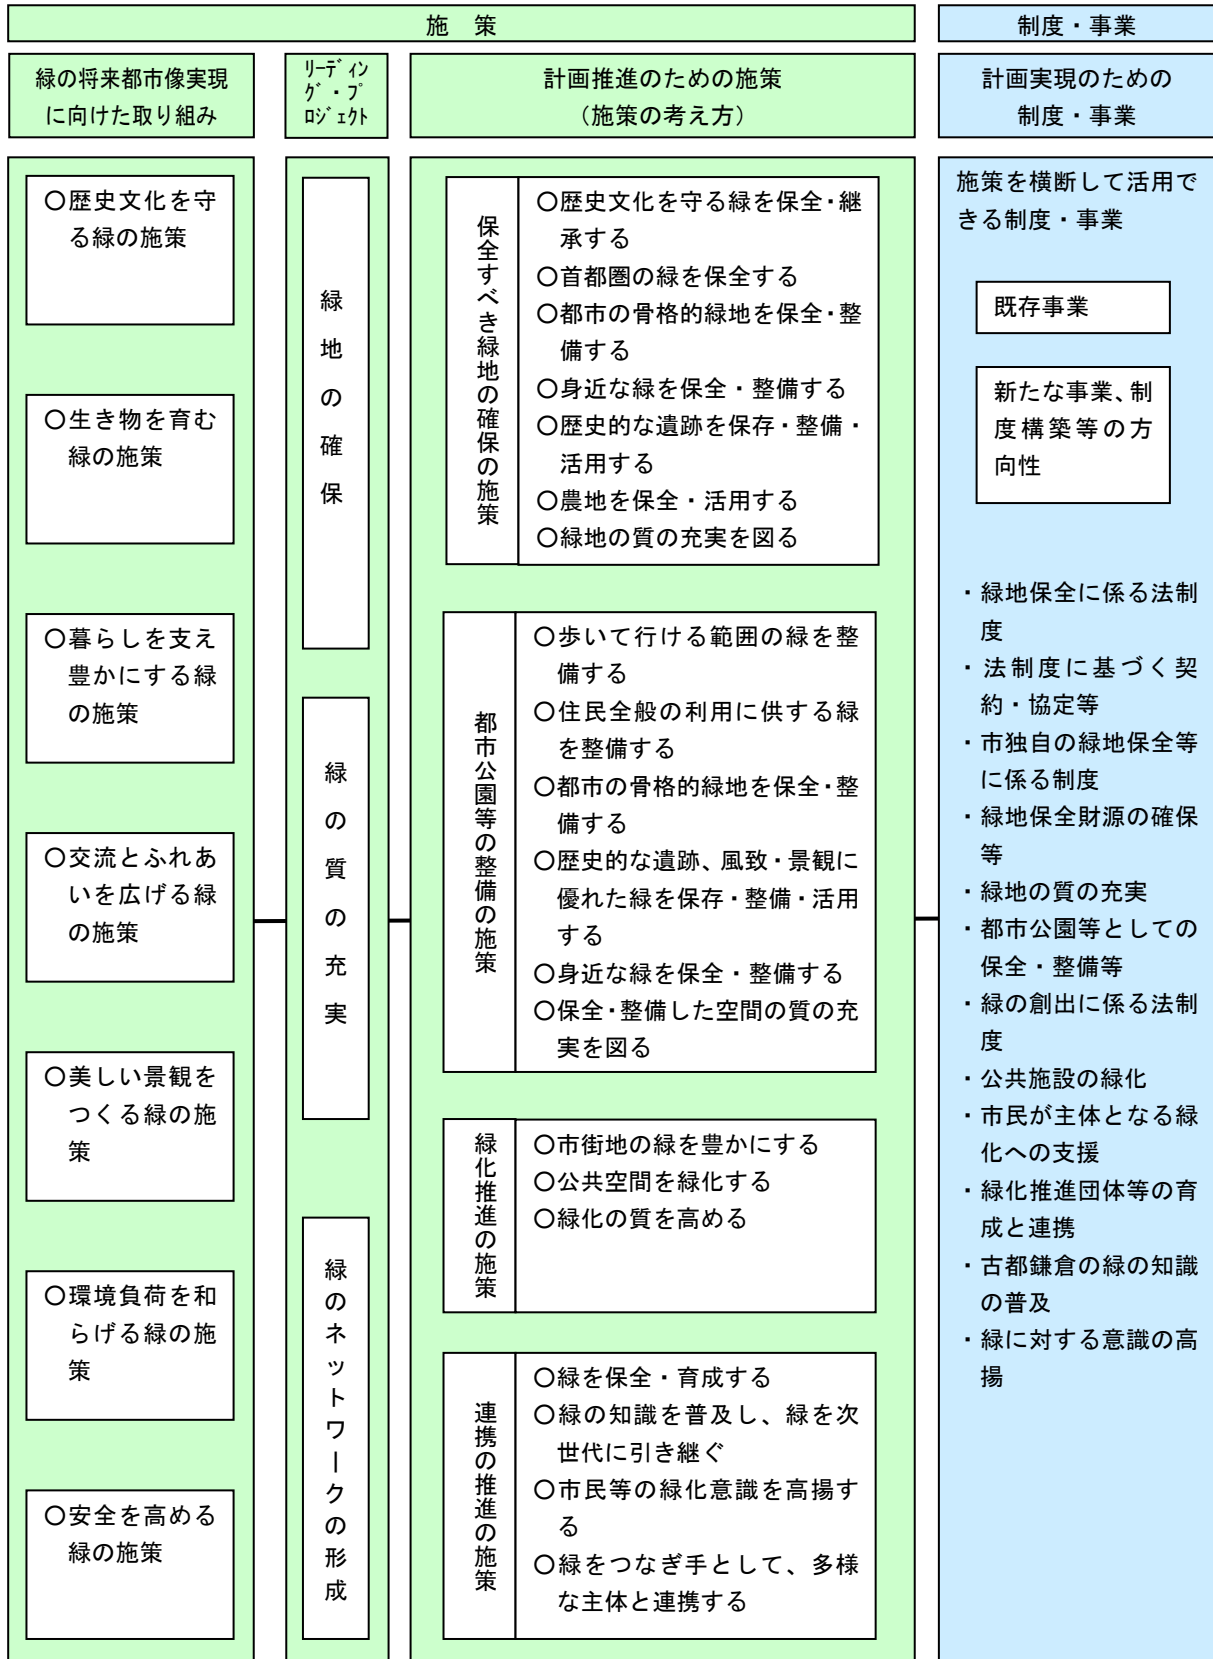 施　策
制度・事業
緑の将来都市像実現
に向けた取り組み
ﾘｰﾃﾞｨﾝ
ｸﾞ・ﾌﾟ
ﾛｼﾞｪｸﾄ
計画推進のための施策
（施策の考え方）
計画実現のための
制度・事業
〇歴史文化を守
る緑の施策
〇生き物を育む
緑の施策
〇暮らしを支え
豊かにする緑
の施策
〇交流とふれあ
いを広げる緑
の施策
〇美しい景観を
つくる緑の施
策
〇環境負荷を和
らげる緑の施
策
〇安全を高める
緑の施策
緑地の確保
緑の質の充実
緑のネットワークの形成
保全すべき緑地の確保の施策
〇歴史文化を守る緑を保全・継
承する
〇首都圏の緑を保全する
〇都市の骨格的緑地を保全・整
備する
〇身近な緑を保全・整備する
〇歴史的な遺跡を保存・整備・
活用する
〇農地を保全・活用する
〇緑地の質の充実を図る
都市公園等の整備の施策
〇歩いて行ける範囲の緑を整
備する
〇住民全般の利用に供する緑
を整備する
〇都市の骨格的緑地を保全・整
備する
〇歴史的な遺跡、風致・景観に
優れた緑を保存・整備・活用
する
〇身近な緑を保全・整備する
〇保全・整備した空間の質の充
実を図る
緑化推進の施策
〇市街地の緑を豊かにする
〇公共空間を緑化する
〇緑化の質を高める
連携の推進の施策
〇緑を保全・育成する
〇緑の知識を普及し、緑を次
世代に引き継ぐ
〇市民等の緑化意識を高揚す
る
〇緑をつなぎ手として、多様
な主体と連携する
施策を横断して活用で
きる制度・事業
既存事業
新たな事業、制
度構築等の方
向性
・緑地保全に係る法制
度
・法制度に基づく契
約・協定等
・市独自の緑地保全等
に係る制度
・緑地保全財源の確保
等
・緑地の質の充実
・都市公園等としての
保全・整備等
・緑の創出に係る法制
度
・公共施設の緑化
・市民が主体となる緑
化への支援
・緑化推進団体等の育
成と連携
・古都鎌倉の緑の知識
の普及
・緑に対する意識の高
揚